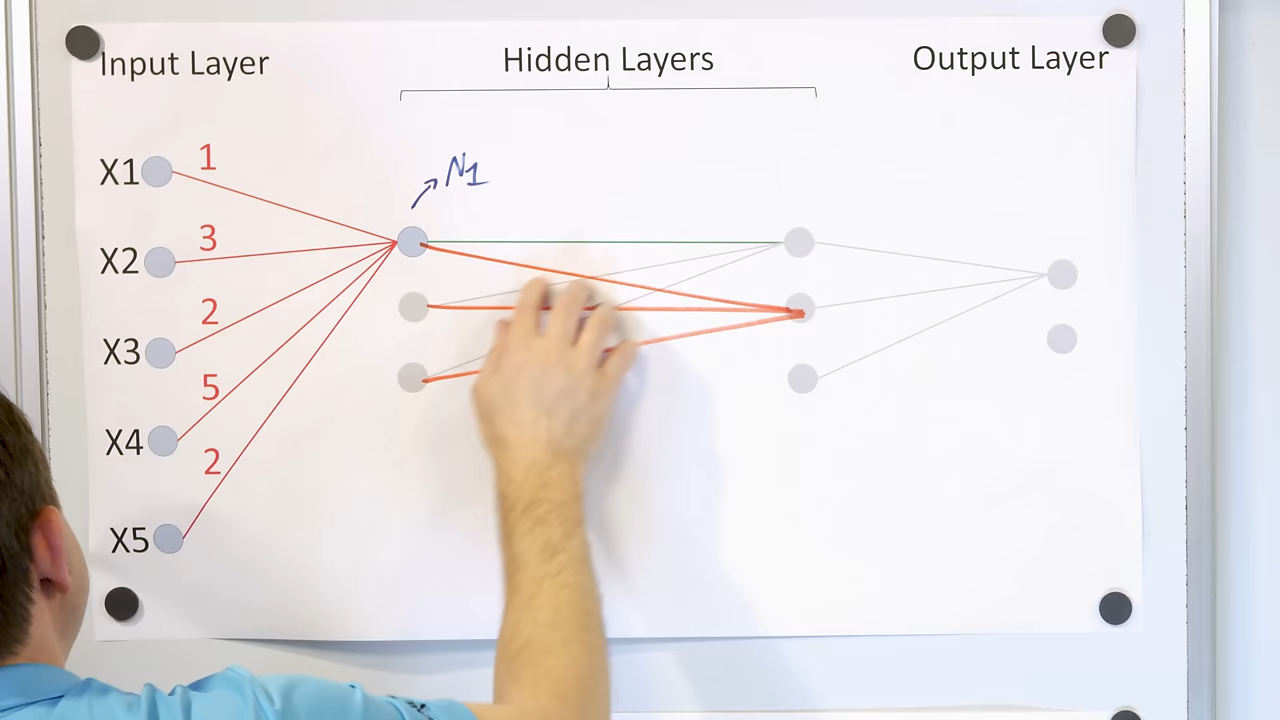 Input Layer
Hidden Layers
Output Layer
X1
1
N1
X2
3
X3
2
X4
5
X5
2